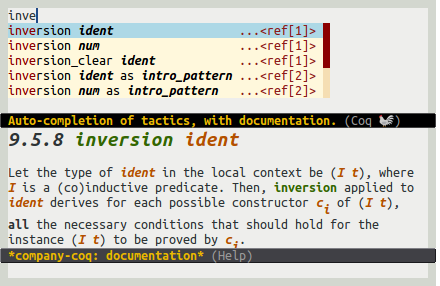 inve
inversion ident ...<ref[1]>
inversion num ...<ref[1]>
inversion_clear ident ...<ref[1]>
inversion ident as intro_pattern ...<ref[2]>
inversion num as intro_pattern ...<ref[2]>
Auto-completion of tactics, with documentation. (Coq 🐓)
9.5.8 inversion ident
Let the type of ident in the local context be (I t), where
I is a (co)inductive predicate. Then, inversion applied to
ident derives for each possible constructor ci of (I t),
all the necessary conditions that should hold for the
instance (I t) to be proved by ci.
*company-coq: documentation* (Help)